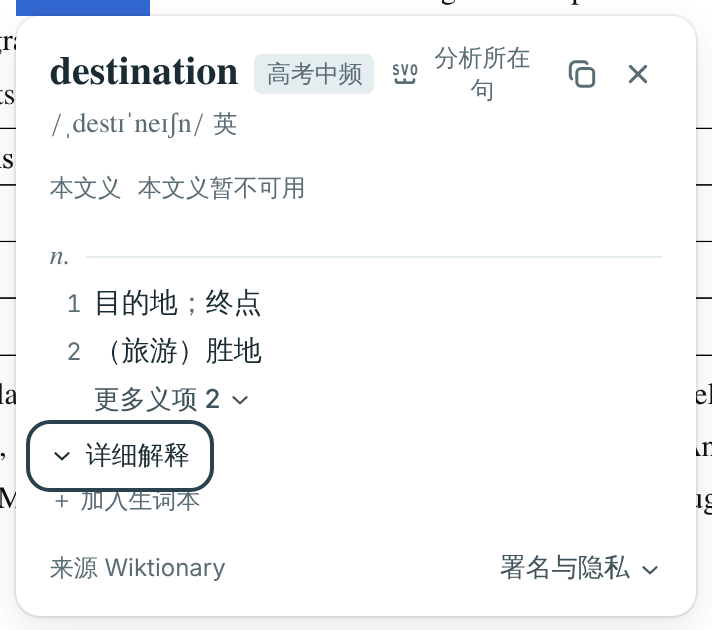 destination 高考中频 SVO 分析所在句
/ˌdestɪˈneɪʃn/ 英
本文义 本文义暂不可用
n.
1 目的地；终点
2 （旅游）胜地
更多义项 2
详细解释
+ 加入生词本
来源 Wiktionary 署名与隐私